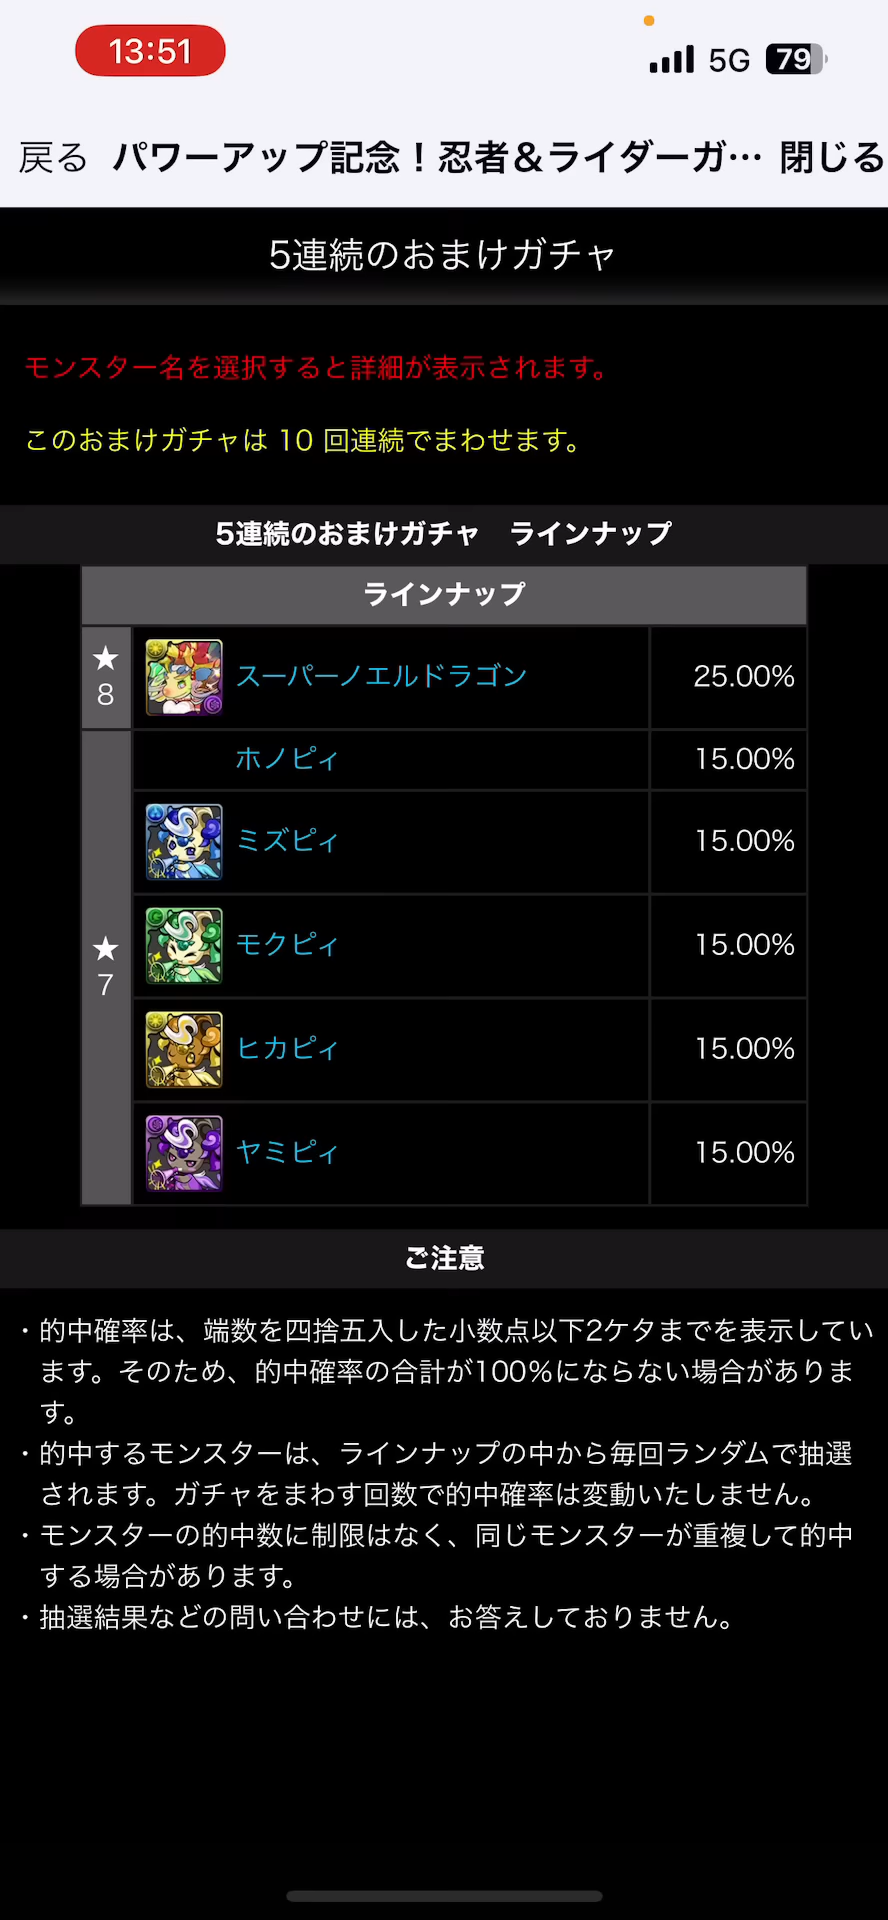 13:51
5G 79
戻る パワーアップ記念！忍者＆ライダーガ… 閉じる
5連続のおまけガチャ
モンスター名を選択すると詳細が表示されます。
このおまけガチャは 10 回連続でまわせます。
5連続のおまけガチャ　ラインナップ
ラインナップ
★
8
スーパーノエルドラゴン 25.00%
ホノピィ 15.00%
ミズピィ 15.00%
モクピィ 15.00%
★
7
ヒカピィ 15.00%
ヤミピィ 15.00%
ご注意
・的中確率は、端数を四捨五入した小数点以下2ケタまでを表示してい
ます。そのため、的中確率の合計が100%にならない場合がありま
す。
・的中するモンスターは、ラインナップの中から毎回ランダムで抽選
されます。ガチャをまわす回数で的中確率は変動いたしません。
・モンスターの的中数に制限はなく、同じモンスターが重複して的中
する場合があります。
・抽選結果などの問い合わせには、お答えしておりません。